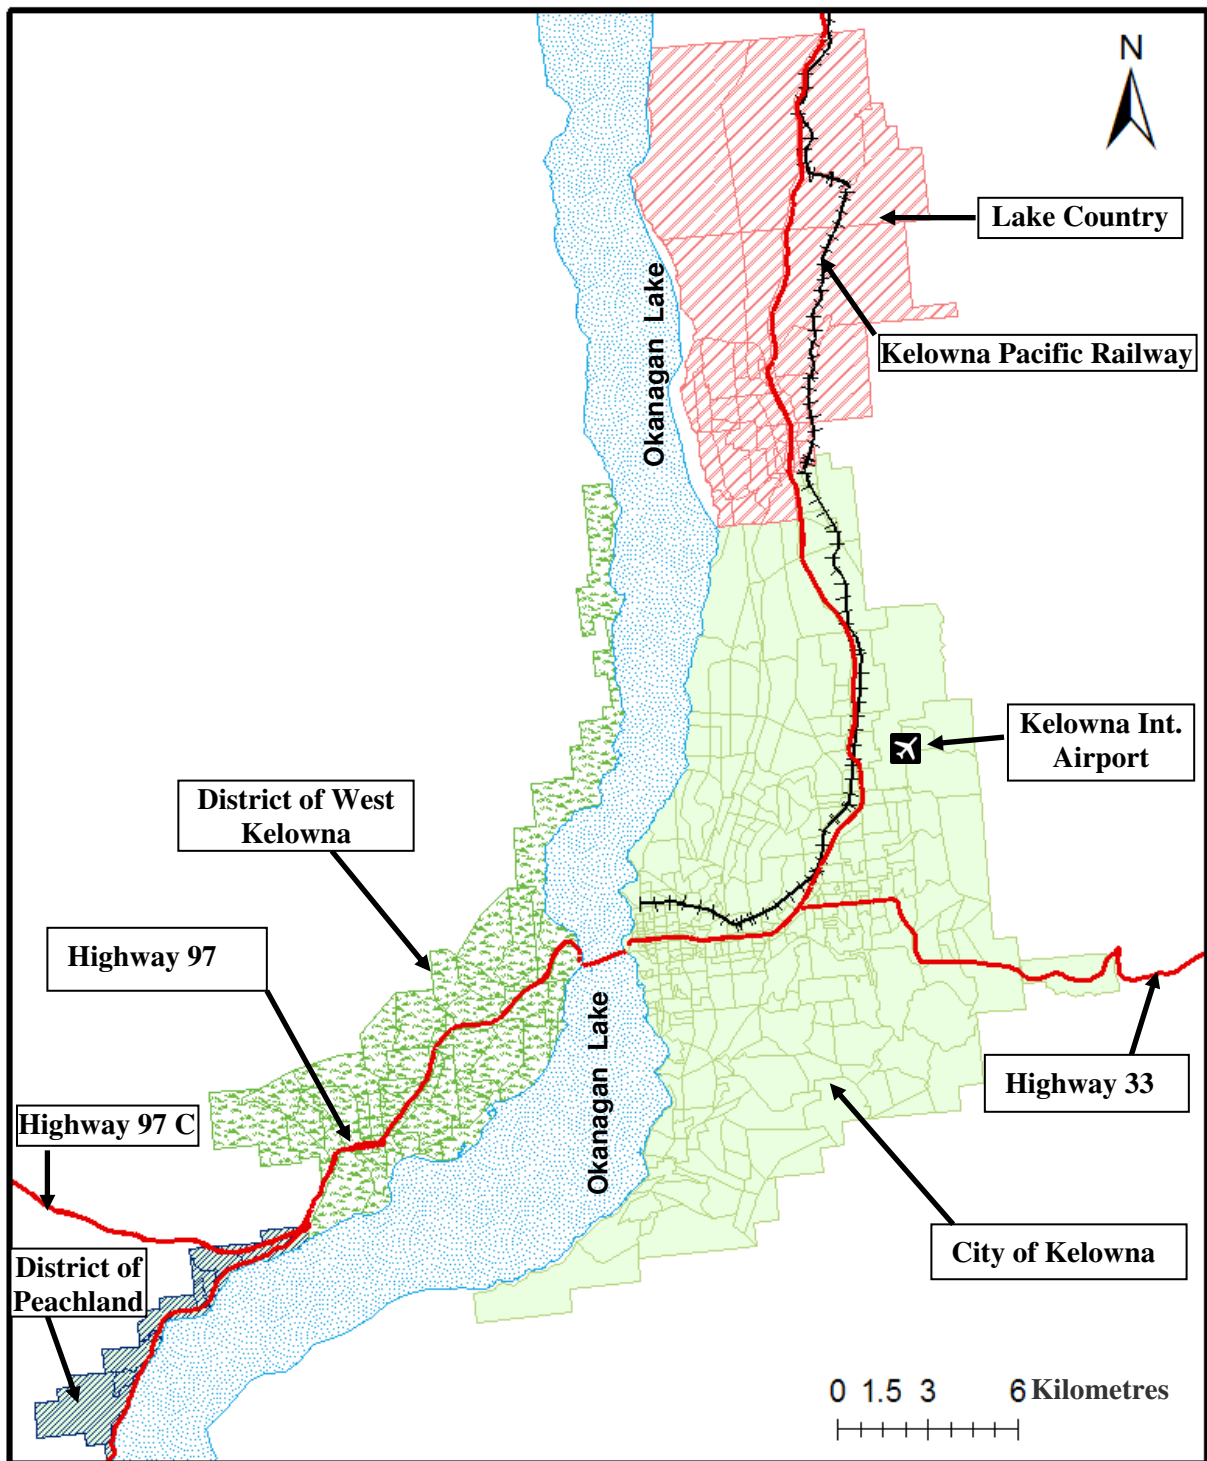 N
Lake Country
Okanagan Lake
Kelowna Pacific Railway
Kelowna Int.
Airport
District of West
Kelowna
Highway 97
Okanagan Lake
Highway 33
Highway 97 C
City of Kelowna
District of
Peachland
0 1.5 3 6 Kilometres